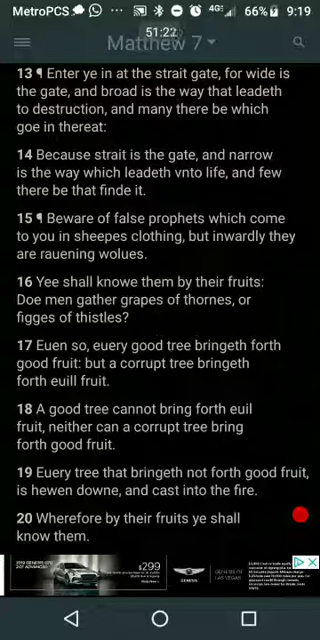 MetroPCS ... 4G 66% 9:19
51:22
Matthew 7
13 ¶ Enter ye in at the strait gate, for wide is
the gate, and broad is the way that leadeth
to destruction, and many there be which
goe in thereat:
14 Because strait is the gate, and narrow
is the way which leadeth vnto life, and few
there be that finde it.
15 ¶ Beware of false prophets which come
to you in sheepes clothing, but inwardly they
are rauening wolues.
16 Yee shall knowe them by their fruits:
Doe men gather grapes of thornes, or
figges of thistles?
17 Euen so, euery good tree bringeth forth
good fruit: but a corrupt tree bringeth
forth euill fruit.
18 A good tree cannot bring forth euil
fruit, neither can a corrupt tree bring
forth good fruit.
19 Euery tree that bringeth not forth good fruit,
is hewen downe, and cast into the fire.
20 Wherefore by their fruits ye shall
know them.
$299
GENESIS OF
LAS VEGAS